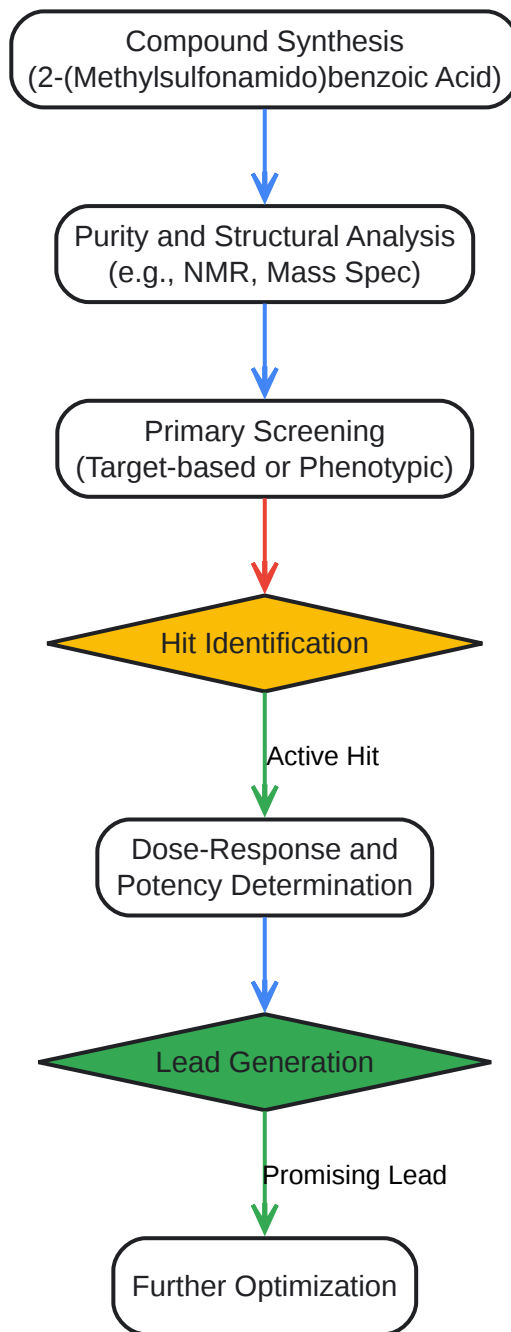 Compound Synthesis
(2-(Methylsulfonamido)benzoic Acid)
Purity and Structural Analysis
(e.g., NMR, Mass Spec)
Primary Screening
(Target-based or Phenotypic)
Hit Identification
Active Hit
Dose-Response and
Potency Determination
Lead Generation
Promising Lead
Further Optimization